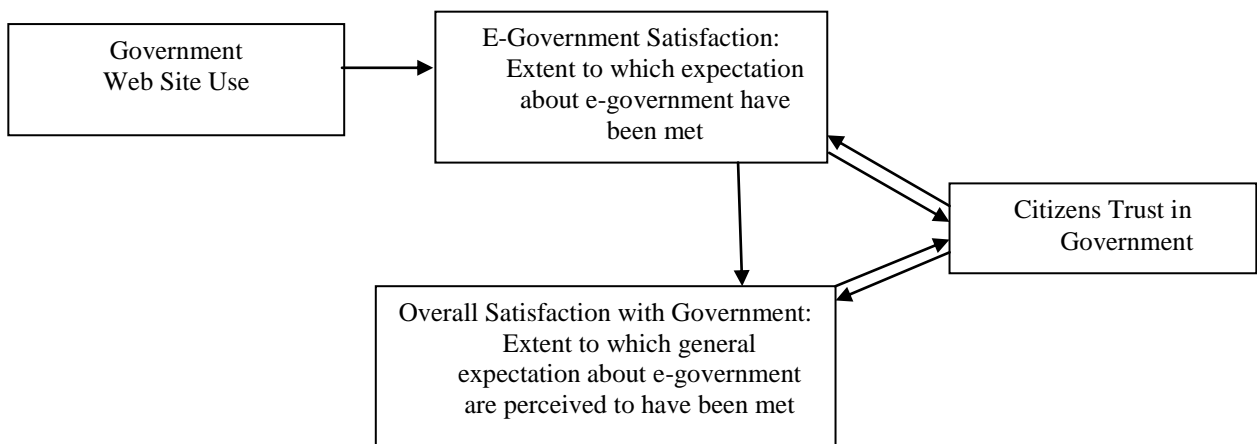 Government
Web Site Use
E-Government Satisfaction:
Extent to which expectation
about e-government have
been met
Citizens Trust in
Government
Overall Satisfaction with Government:
Extent to which general
expectation about e-government
are perceived to have been met